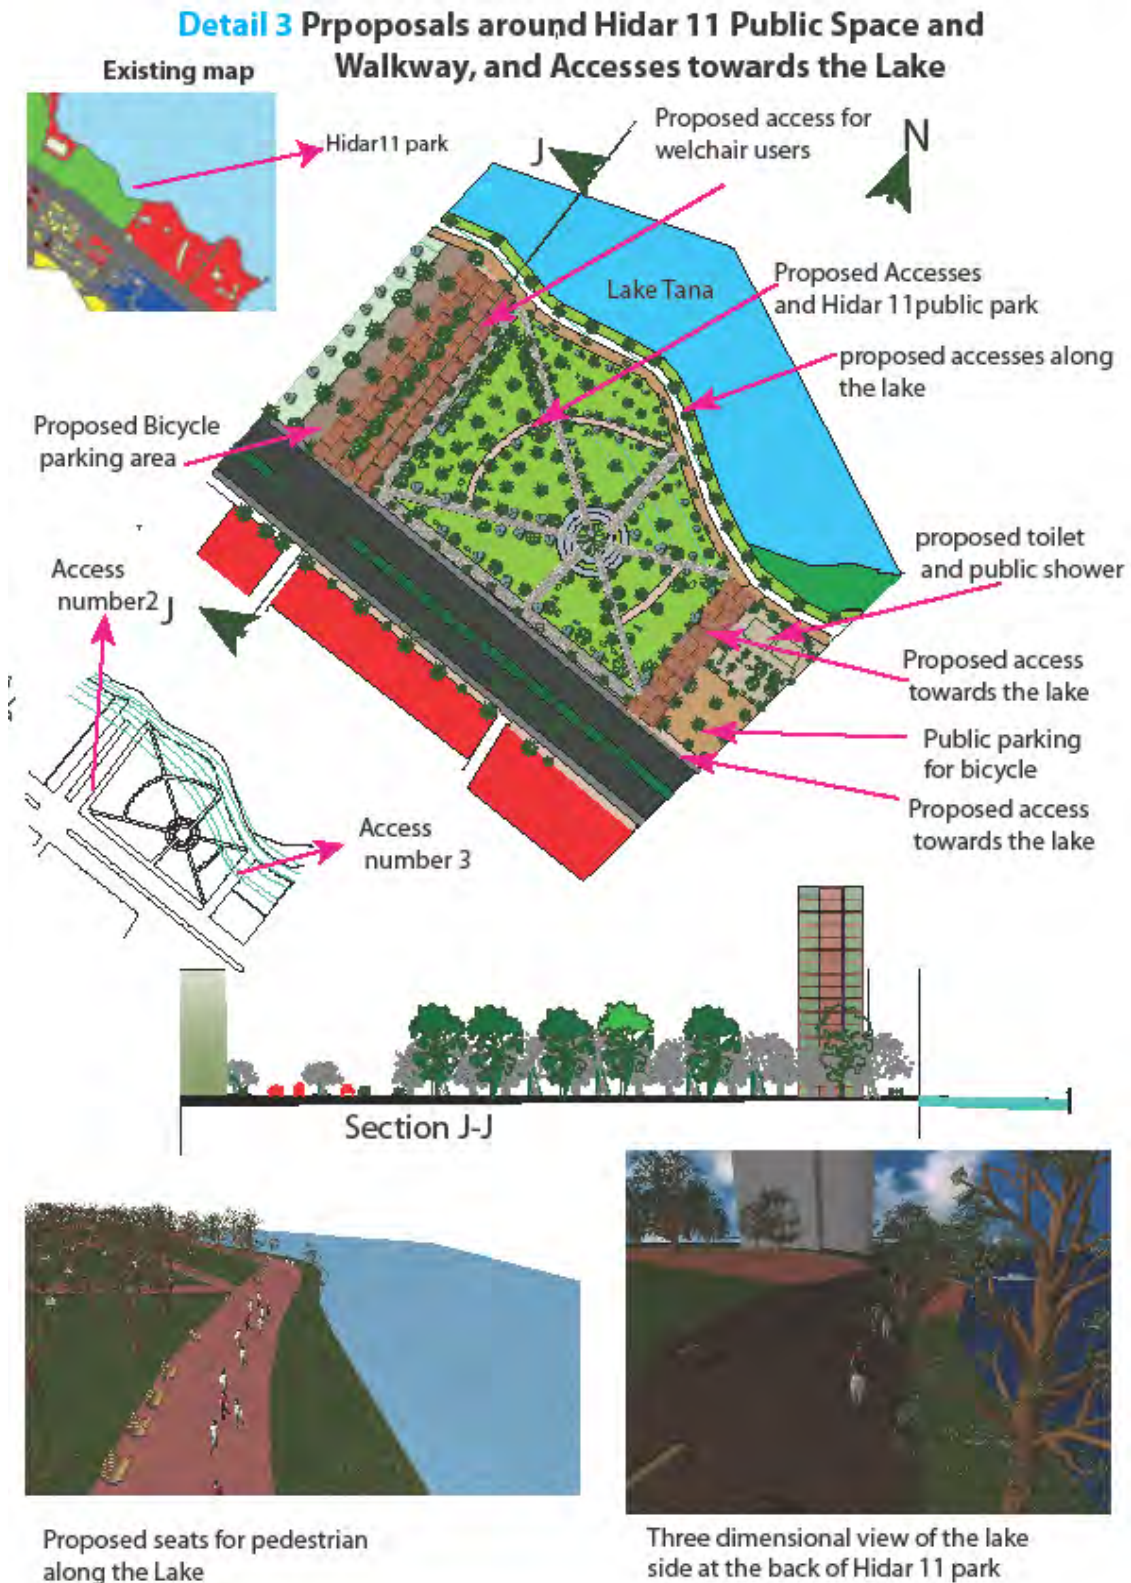 Detail 3 Prpoposals around Hidar 11 Public Space and
Walkway, and Accesses towards the Lake
Existing map
Hidar11 park
J
Proposed access for
welchair users
N
Lake Tana
Proposed Accesses
and Hidar 11public park
proposed accesses along
the lake
Proposed Bicycle
parking area
proposed toilet
and public shower
Access
number2
J
Proposed access
towards the lake
Public parking
for bicycle
Proposed access
towards the lake
Access
number 3
Section J-J
Proposed seats for pedestrian
along the Lake
Three dimensional view of the lake
side at the back of Hidar 11 park